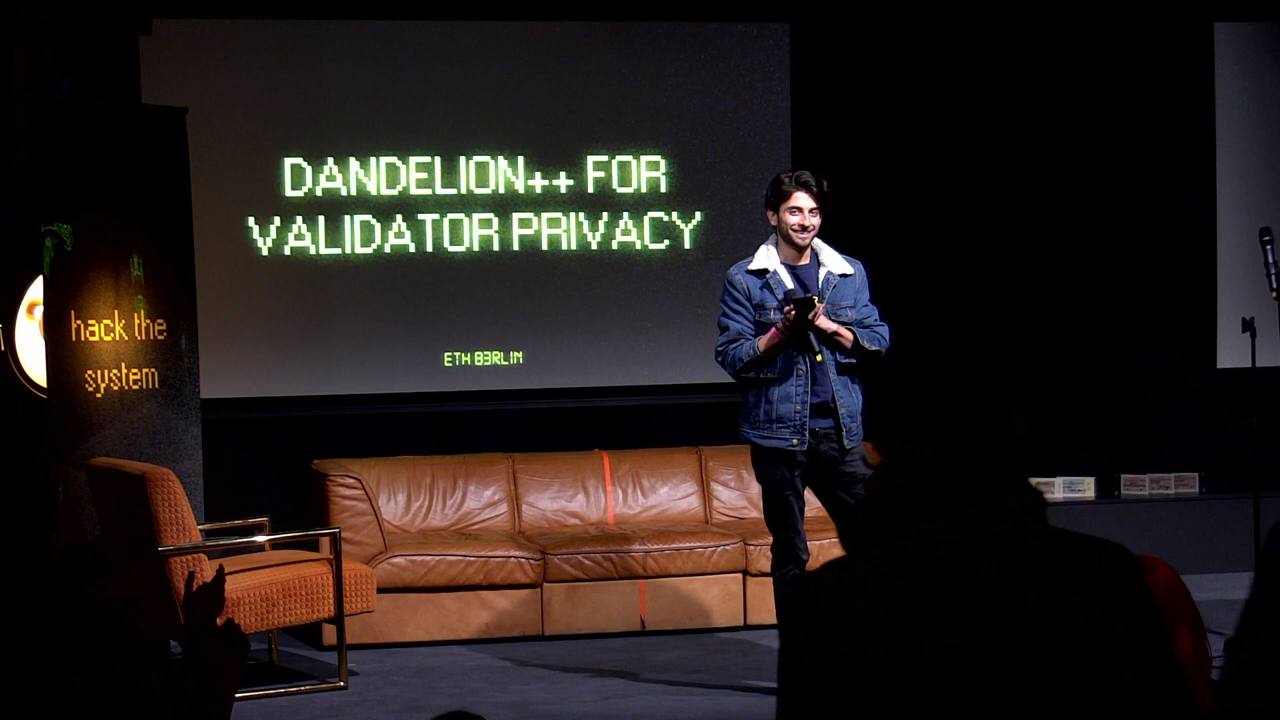 DANDELION++ FOR
VALIDATOR PRIVACY
ETH B3RLIN
hack the
system